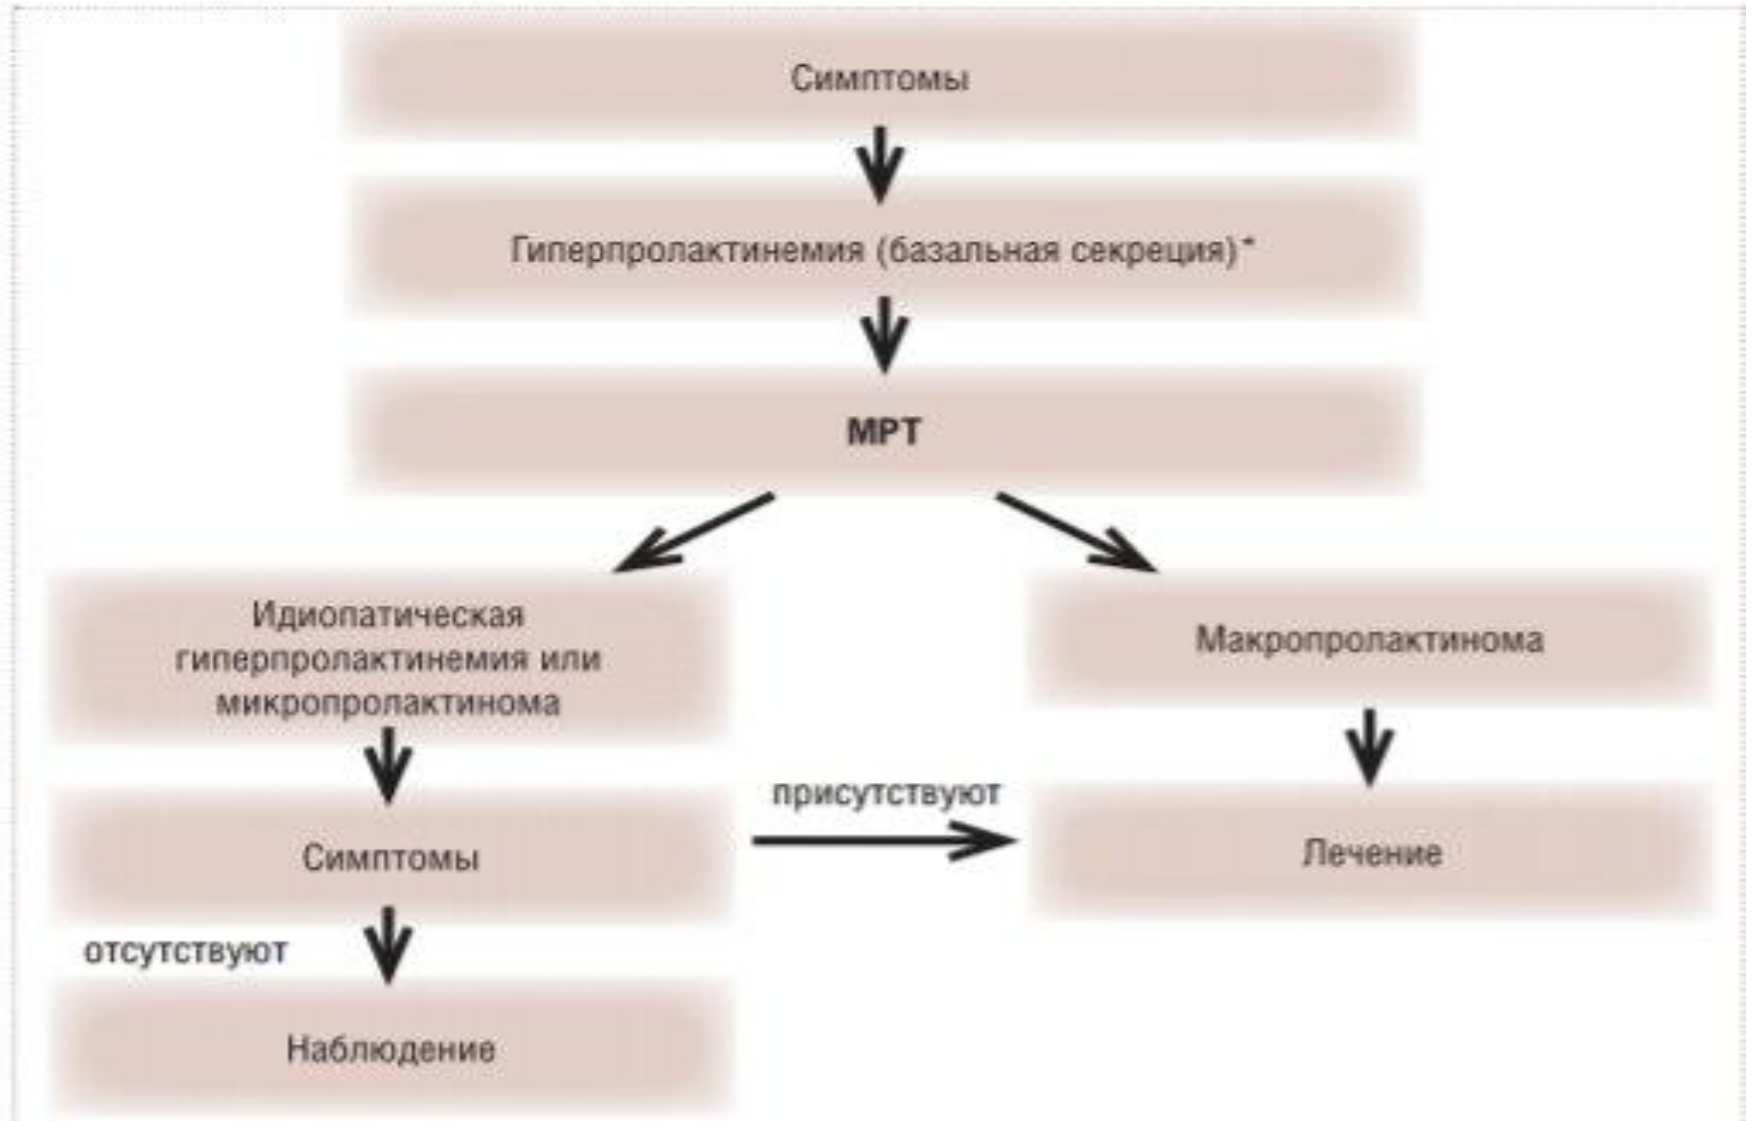 Симптомы
Гиперпролактинемия (базальная секреция)*
МРТ
Идиопатическая
гиперпролактинемия или
микропролактинома
Макропролактинома
Симптомы
присутствуют
Лечение
отсутствуют
Наблюдение